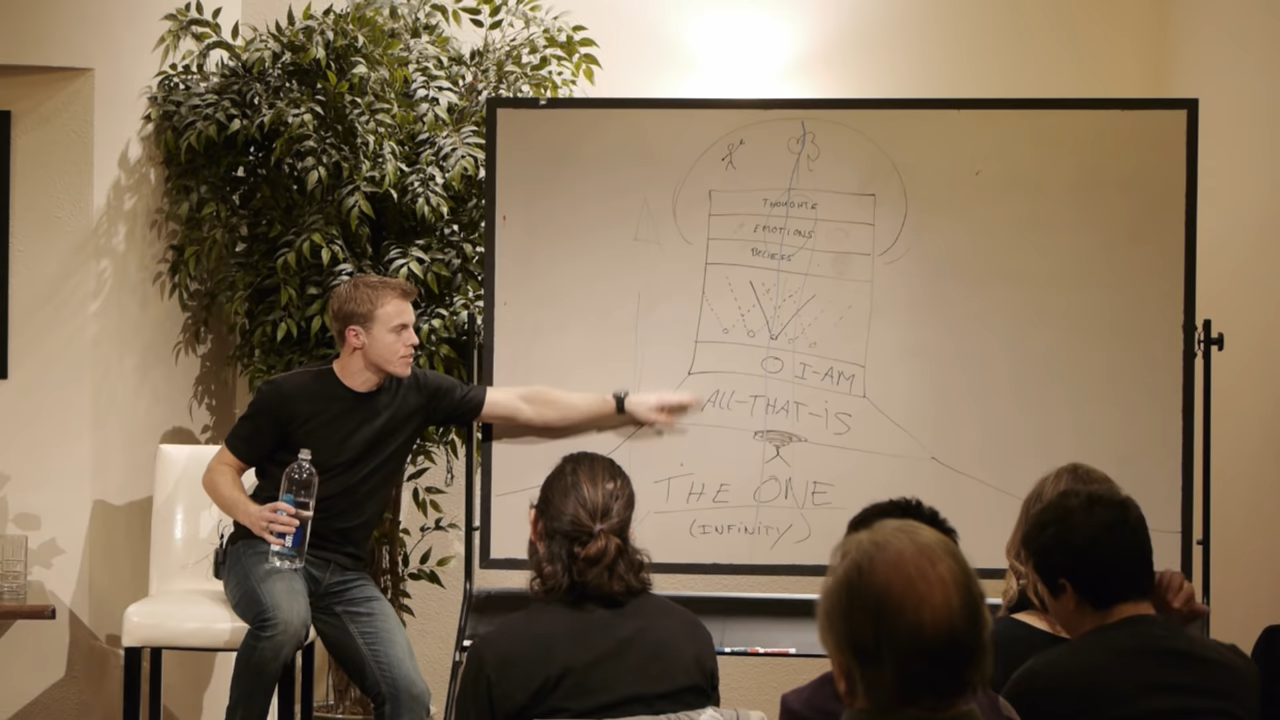 THOUGHTS
EMOTIONS
BELIEFS
I-AM
ALL-THAT-IS
THE ONE
(INFINITY)